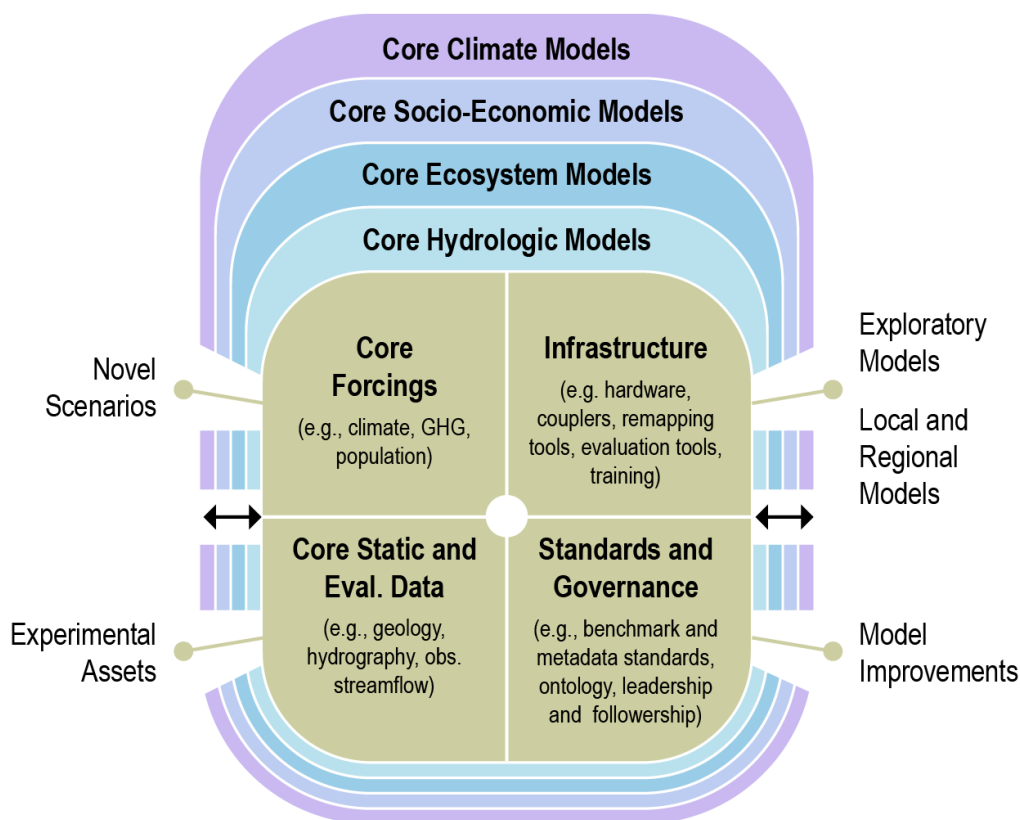 Core Climate Models
Core Socio-Economic Models
Core Ecosystem Models
Core Hydrologic Models
Core
Forcings
(e.g., climate, GHG,
population)
Infrastructure
(e.g. hardware,
couplers, remapping
tools, evaluation tools,
training)
Novel
Scenarios
Exploratory
Models
Local and
Regional
Models
Core Static and
Eval. Data
(e.g., geology,
hydrography, obs.
streamflow)
Standards and
Governance
(e.g., benchmark and
metadata standards,
ontology, leadership
and followership)
Experimental
Assets
Model
Improvements